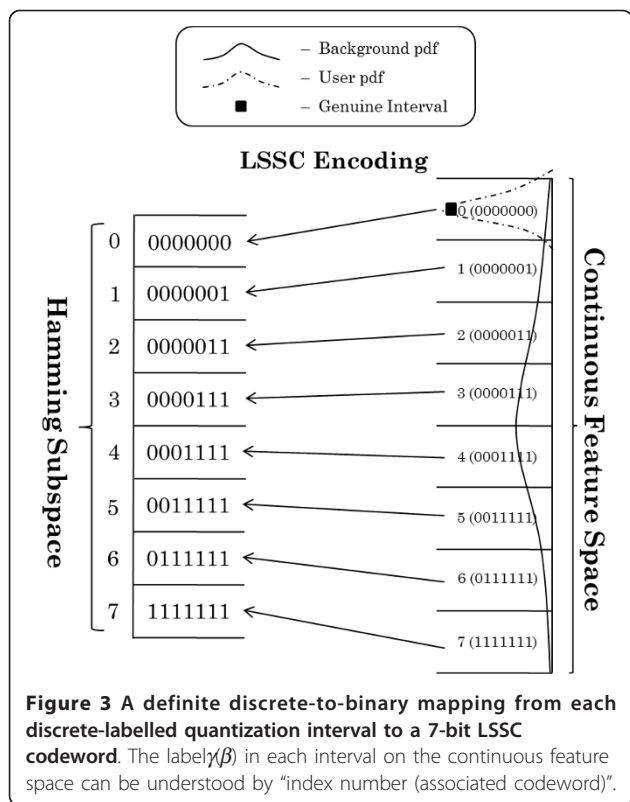 – Background pdf
– User pdf
– Genuine Interval
LSSC Encoding
Hamming Subspace
0 0000000
1 0000001
2 0000011
3 0000111
4 0001111
5 0011111
6 0111111
7 1111111
0 (0000000)
1 (0000001)
2 (0000011)
3 (0000111)
4 (0001111)
5 (0011111)
6 (0111111)
7 (1111111)
Continuous Feature Space
Figure 3 A definite discrete-to-binary mapping from each
discrete-labelled quantization interval to a 7-bit LSSC
codeword. The labelγ(β) in each interval on the continuous feature
space can be understood by “index number (associated codeword)”.